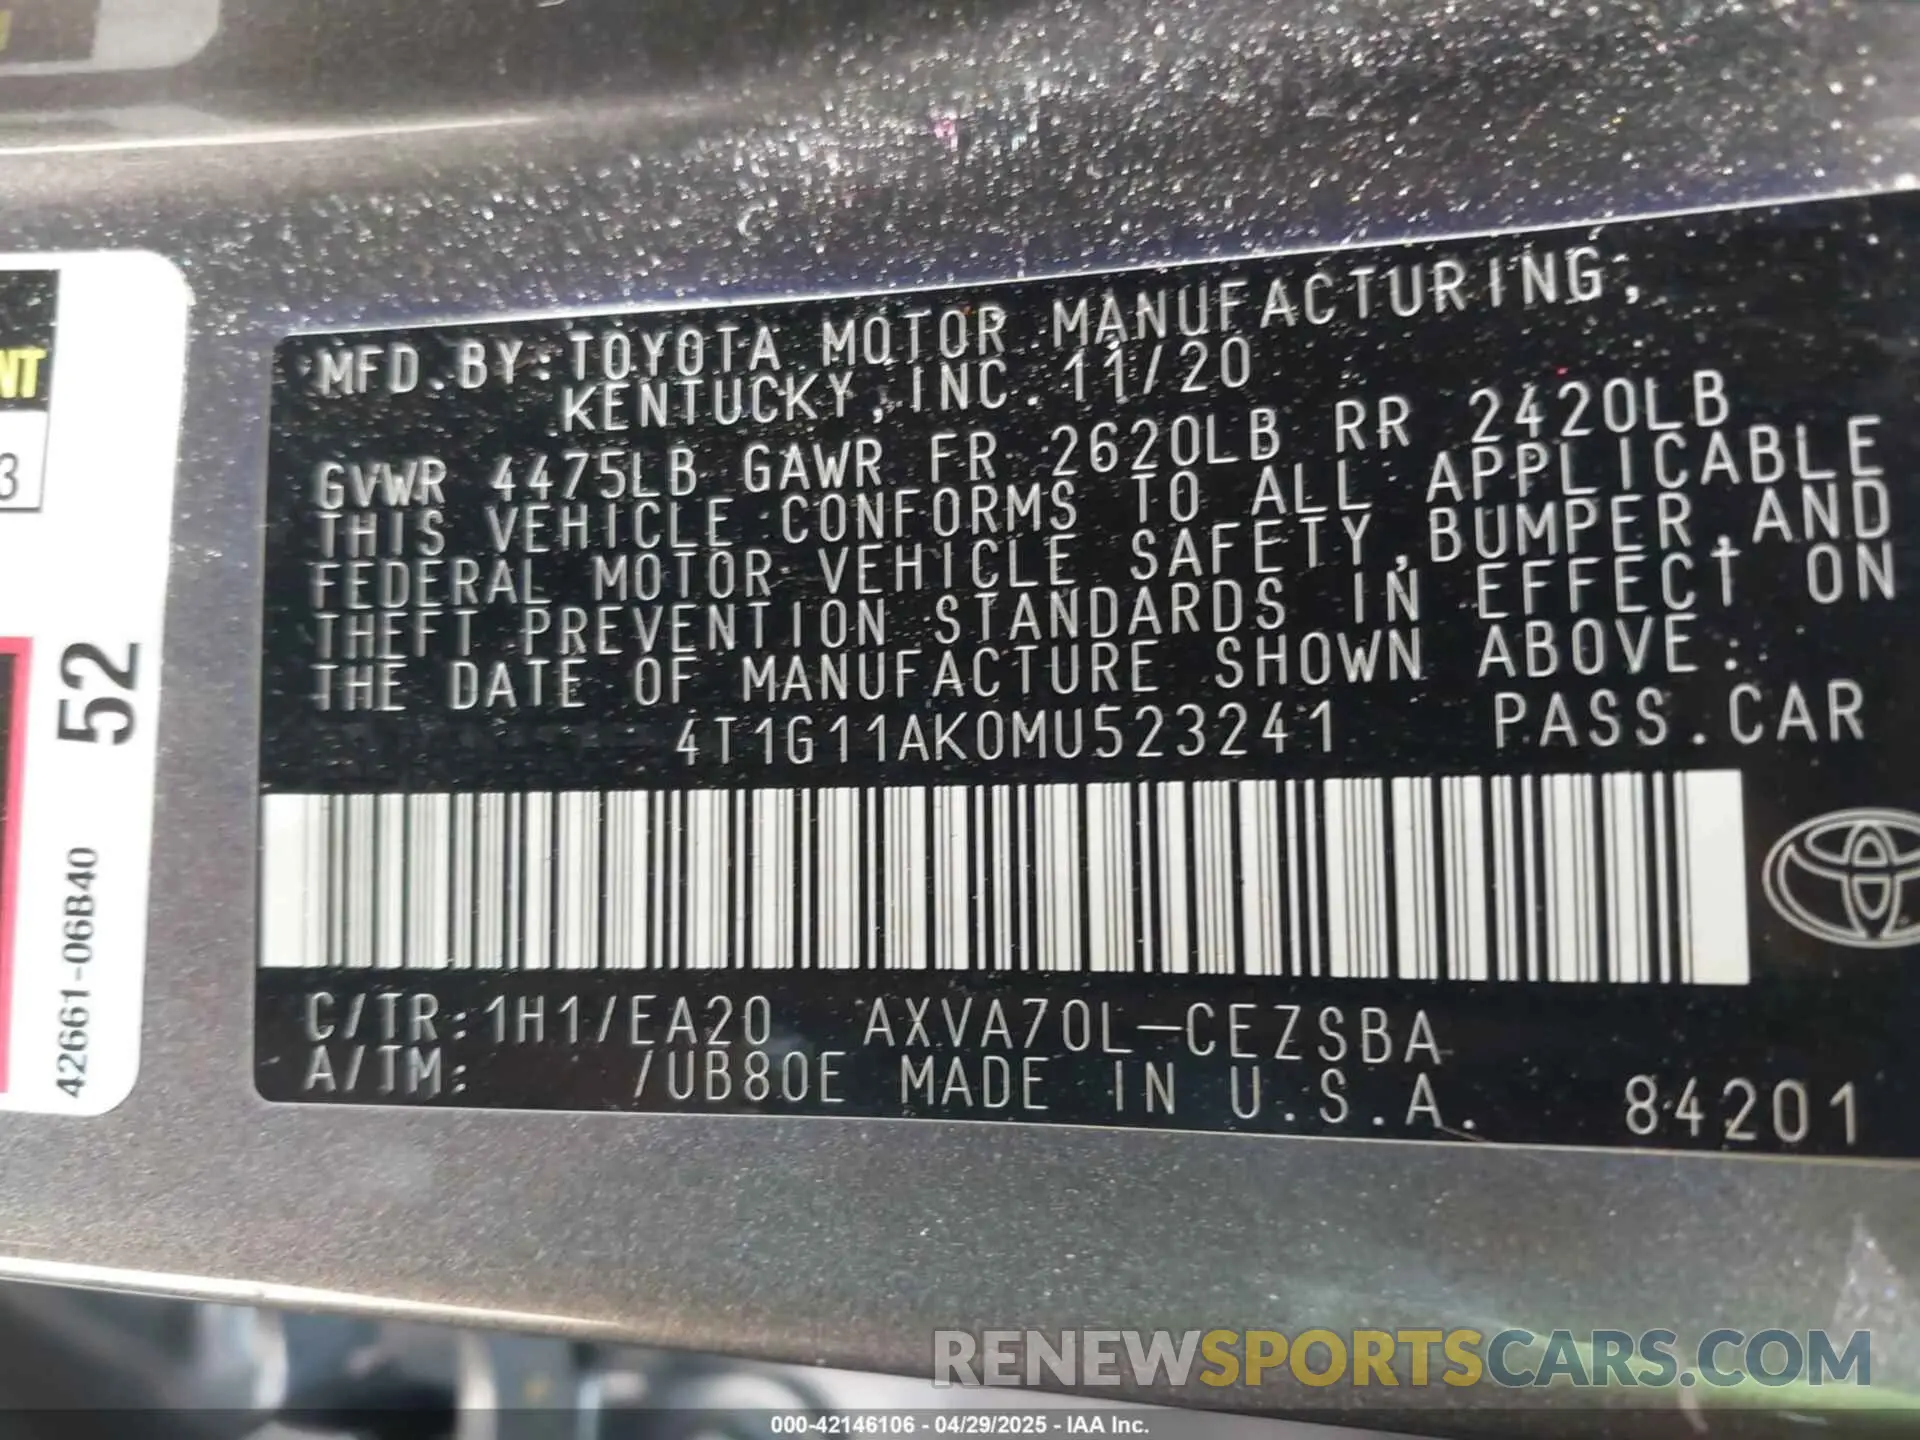 MFD.BY:TOYOTA MOTOR MANUFACTURING,
KENTUCKY,INC. 11/20
GVWR 4475LB GAWR FR 2620LB RR 2420LB
THIS VEHICLE CONFORMS TO ALL APPLICABLE
FEDERAL MOTOR VEHICLE SAFETY,BUMPER,AND
THEFT PREVENTION STANDARDS IN EFFECT ON
THE DATE OF MANUFACTURE SHOWN ABOVE.
4T1G11AK0MU523241 PASS.CAR
C/TR:1H1/EA20 AXVA70L-CEZSBA
A/TM: /UB80E MADE IN U.S.A. 84201
NT
3
52
42661-06B40
RENEWSPORTSCARS.COM
000-42146106 - 04/29/2025 - IAA Inc.